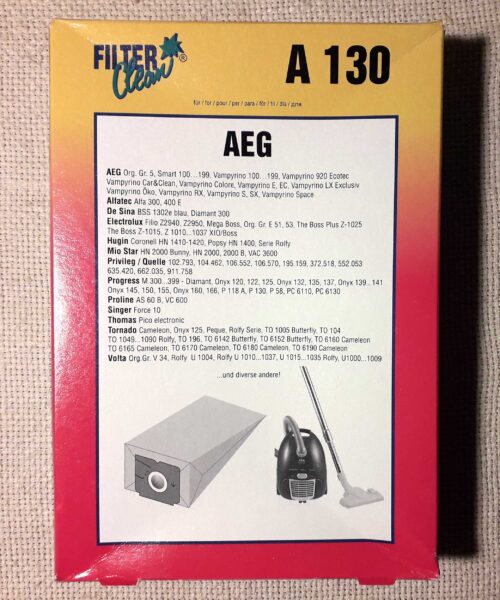 FILTER
Clean®
A 130
für / for / pour / per / para / för / til / dla / для
AEG
AEG Org. Gr. 5, Smart 100...199, Vampyrino 100...199, Vampyrino 920 Ecotec
Vampyrino Car&Clean, Vampyrino Colore, Vampyrino E, EC, Vampyrino LX Exclusiv
Vampyrino Öko, Vampyrino RX, Vampyrino S, SX, Vampyrino Space
Alfatec Alfa 300, 400 E
De Sina BSS 1302e blau, Diamant 300
Electrolux Filio Z2940, Z2950, Mega Boss, Org. Gr. E 51, 53, The Boss Plus Z-1025
The Boss Z-1015, Z 1010...1037 XIO/Boss
Hugin Coronell HN 1410-1420, Popsy HN 1400, Serie Rolfy
Mio Star HN 2000 Bunny, HN 2000, 2000 B, VAC 3600
Privileg / Quelle 102.793, 104.462, 106.552, 106.570, 195.159, 372.518, 552.053
635.420, 662.035, 911.758
Progress M 300...399 - Diamant, Onyx 120, 122, 125, Onyx 132, 135, 137, Onyx 139...141
Onyx 145, 150, 155, Onyx 160, 166, P 118 A, P 130, P 58, PC 6110, PC 6130
Proline AS 60 B, VC 600
Singer Force 10
Thomas Pico electronic
Tornado Cameleon, Onyx 125, Peque, Rolfy Serie, TO 1005 Butterfly, TO 104
TO 1049...1090 Rolfy, TO 196. TO 6142 Butterfly, TO 6152 Butterfly, TO 6160 Cameleon
TO 6165 Cameleon, TO 6170 Cameleon, TO 6180 Cameleon, TO 6190 Cameleon
Volta Org.Gr. V 34, Rolfy U 1004, Rolfy U 1010...1037, U 1015...1035 Rolfy, U1000...1009
...und diverse andere!